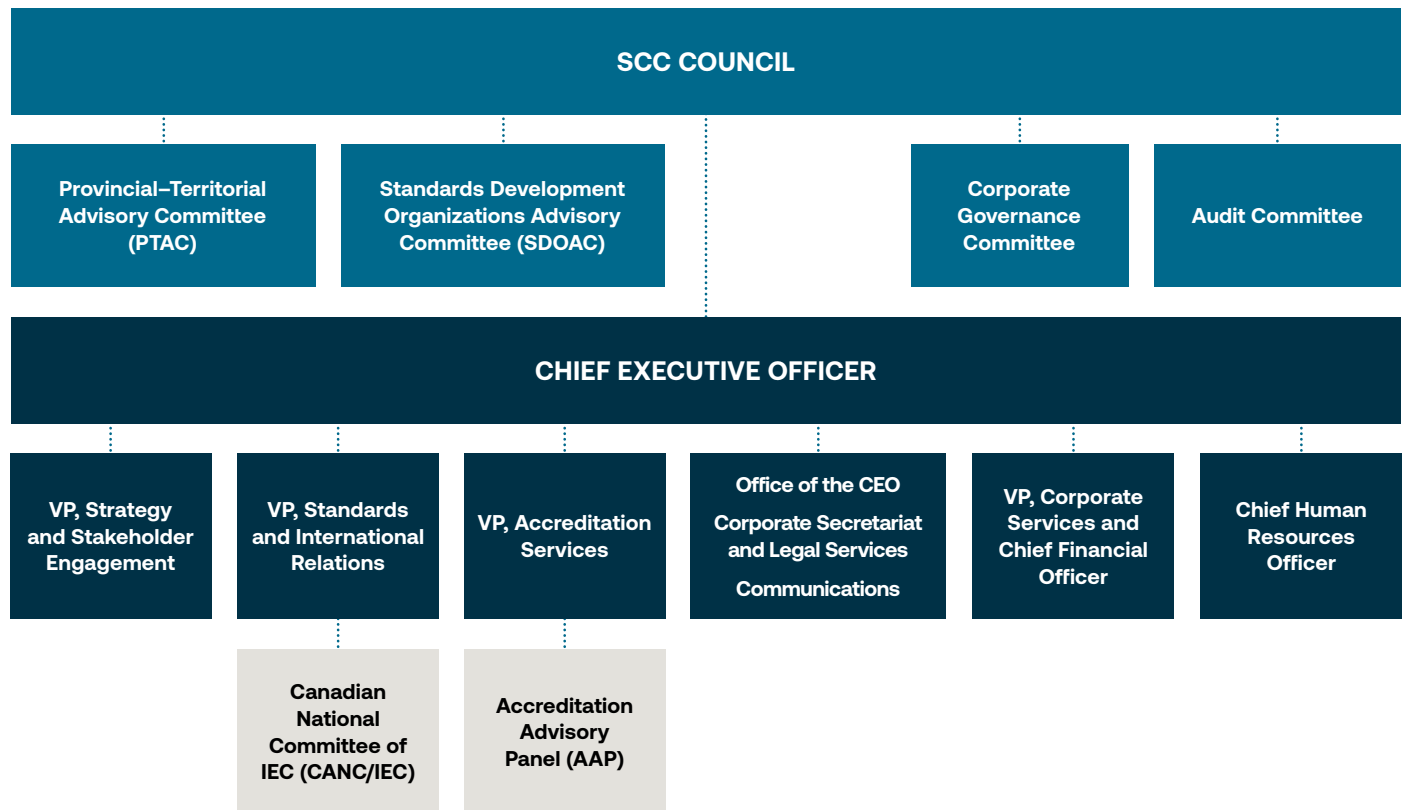 SCC COUNCIL
Provincial–Territorial
Advisory Committee
(PTAC)
Standards Development
Organizations Advisory
Committee (SDOAC)
Corporate
Governance
Committee
Audit Committee
CHIEF EXECUTIVE OFFICER
VP, Strategy
and Stakeholder
Engagement
VP, Standards
and International
Relations
VP, Accreditation
Services
Office of the CEO
Corporate Secretariat
and Legal Services
Communications
VP, Corporate
Services and
Chief Financial
Officer
Chief Human
Resources
Officer
Canadian
National
Committee of
IEC (CANC/IEC)
Accreditation
Advisory
Panel (AAP)